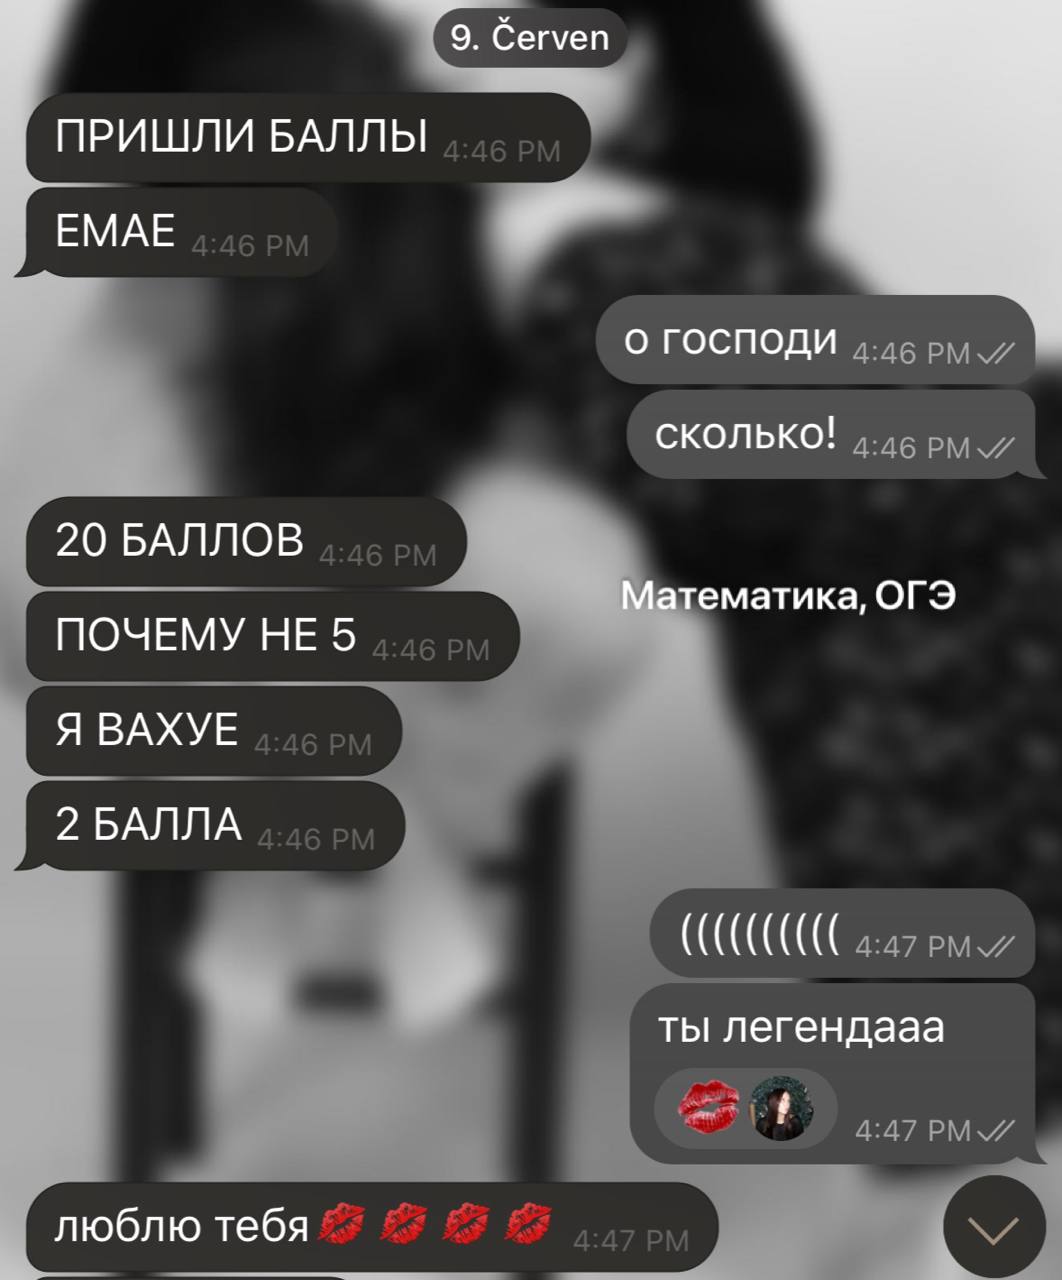 9. Červen
ПРИШЛИ БАЛЛЫ 4:46 PM
ЕМАЕ 4:46 PM
о господи 4:46 PM
сколько! 4:46 PM
20 БАЛЛОВ 4:46 PM
Математика, ОГЭ
ПОЧЕМУ НЕ 5 4:46 PM
Я ВАХУЕ 4:46 PM
2 БАЛЛА 4:46 PM
(((((((((( 4:47 PM
ты легендааа
4:47 PM
люблю тебя💋💋💋💋 4:47 PM